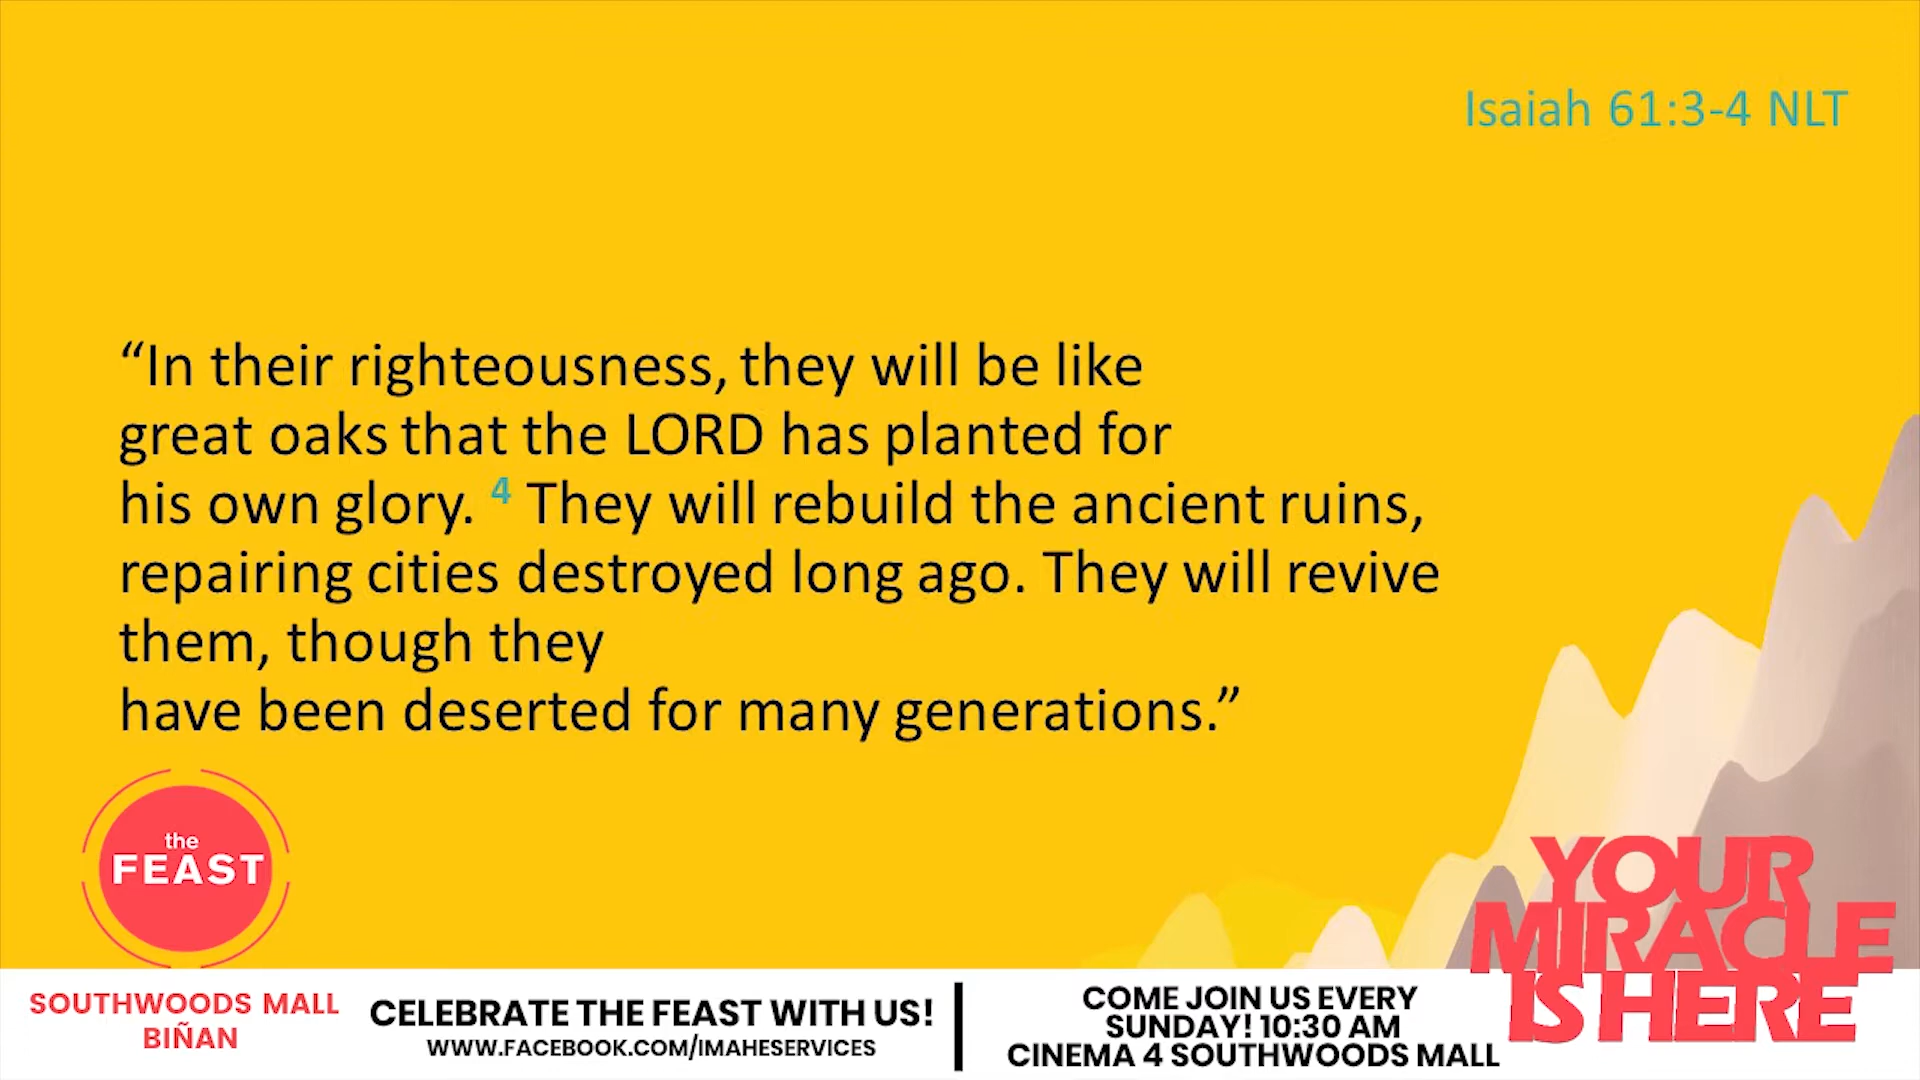 Isaiah 61:3-4 NLT
“In their righteousness, they will be like
great oaks that the LORD has planted for
his own glory. 4 They will rebuild the ancient ruins,
repairing cities destroyed long ago. They will revive
them, though they
have been deserted for many generations.”
the
FEAST
SOUTHWOODS MALL
BIÑAN
CELEBRATE THE FEAST WITH US!
WWW.FACEBOOK.COM/IMAHESERVICES
COME JOIN US EVERY
SUNDAY! 10:30 AM
CINEMA 4 SOUTHWOODS MALL
YOUR
MIRACLE
IS HERE